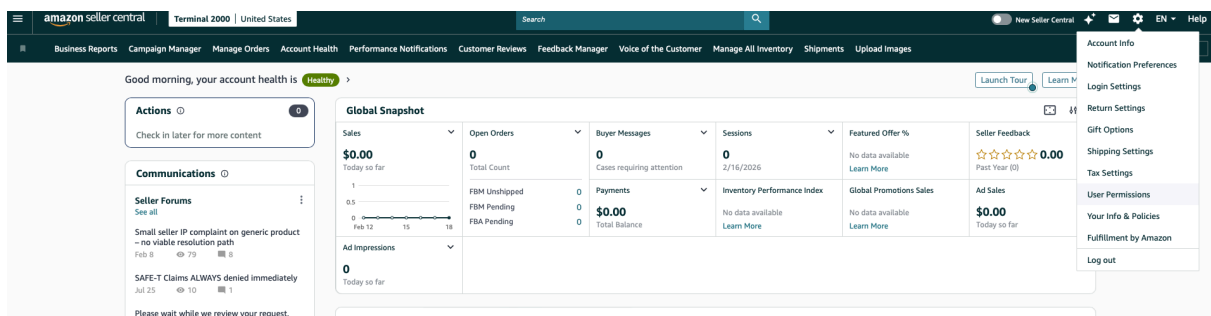 amazon seller central
Terminal 2000 | United States
Search
New Seller Central
EN
Help
Business Reports
Campaign Manager
Manage Orders
Account Health
Performance Notifications
Customer Reviews
Feedback Manager
Voice of the Customer
Manage All Inventory
Shipments
Upload Images
Account Info
Notification Preferences
Login Settings
Return Settings
Gift Options
Shipping Settings
Tax Settings
User Permissions
Your Info & Policies
Fulfillment by Amazon
Log out
Good morning, your account health is Healthy
Launch Tour
Learn M
Actions
0
Check in later for more content
Communications
Seller Forums
See all
Small seller IP complaint on generic product
– no viable resolution path
Feb 8 79 8
SAFE-T Claims ALWAYS denied immediately
Jul 25 10 1
Please wait while we review your request.
Global Snapshot
Sales
$0.00
Today so far
1
0.5
0
Feb 12 15 18
Open Orders
0
Total Count
FBM Unshipped 0
FBM Pending 0
FBA Pending 0
Buyer Messages
0
Cases requiring attention
Payments
$0.00
Total Balance
Sessions
0
2/16/2026
Inventory Performance Index
No data available
Learn More
Featured Offer %
No data available
Learn More
Global Promotions Sales
No data available
Learn More
Seller Feedback
0.00
Past Year (0)
Ad Sales
$0.00
Today so far
Ad Impressions
0
Today so far